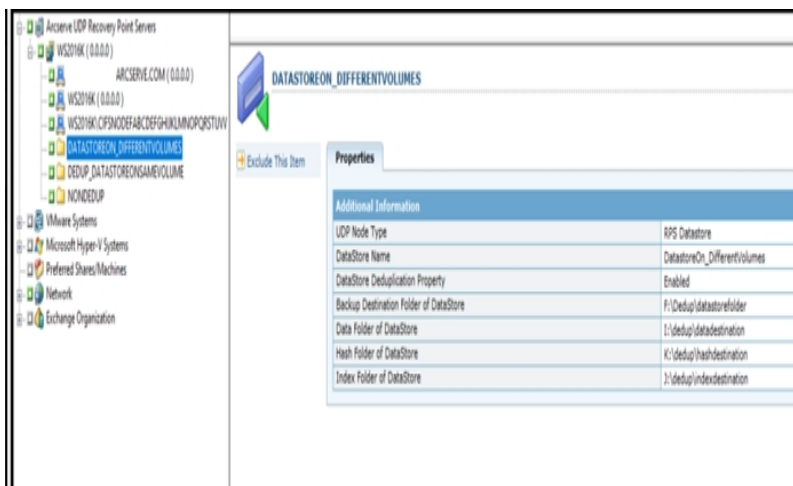 Arcserve UDP Recovery Point Servers
WS2016K ( 0.0.0.0 )
ARCSERVE.COM ( 0.0.0.0 )
WS2016K ( 0.0.0.0 )
WS2016K\CIFSNODEFABCDEFGHIJKLMNOPQRSTUVV
DATASTOREON_DIFFERENTVOLUMES
DEDUP_DATASTOREONSAMEVOLUME
NONDEDUP
VMware Systems
Microsoft Hyper-V Systems
Preferred Shares/Machines
Network
Exchange Organization
DATASTOREON_DIFFERENTVOLUMES
Exclude This Item
Properties
Additional Information
UDP Node Type RPS Datastore
DataStore Name DatastoreOn_DifferentVolumes
DataStore Deduplication Property Enabled
Backup Destination Folder of DataStore F:\Dedup\datastorefolder
Data Folder of DataStore I:\dedup\datadestination
Hash Folder of DataStore K:\dedup\hashdestination
Index Folder of DataStore J:\dedup\indexdestination